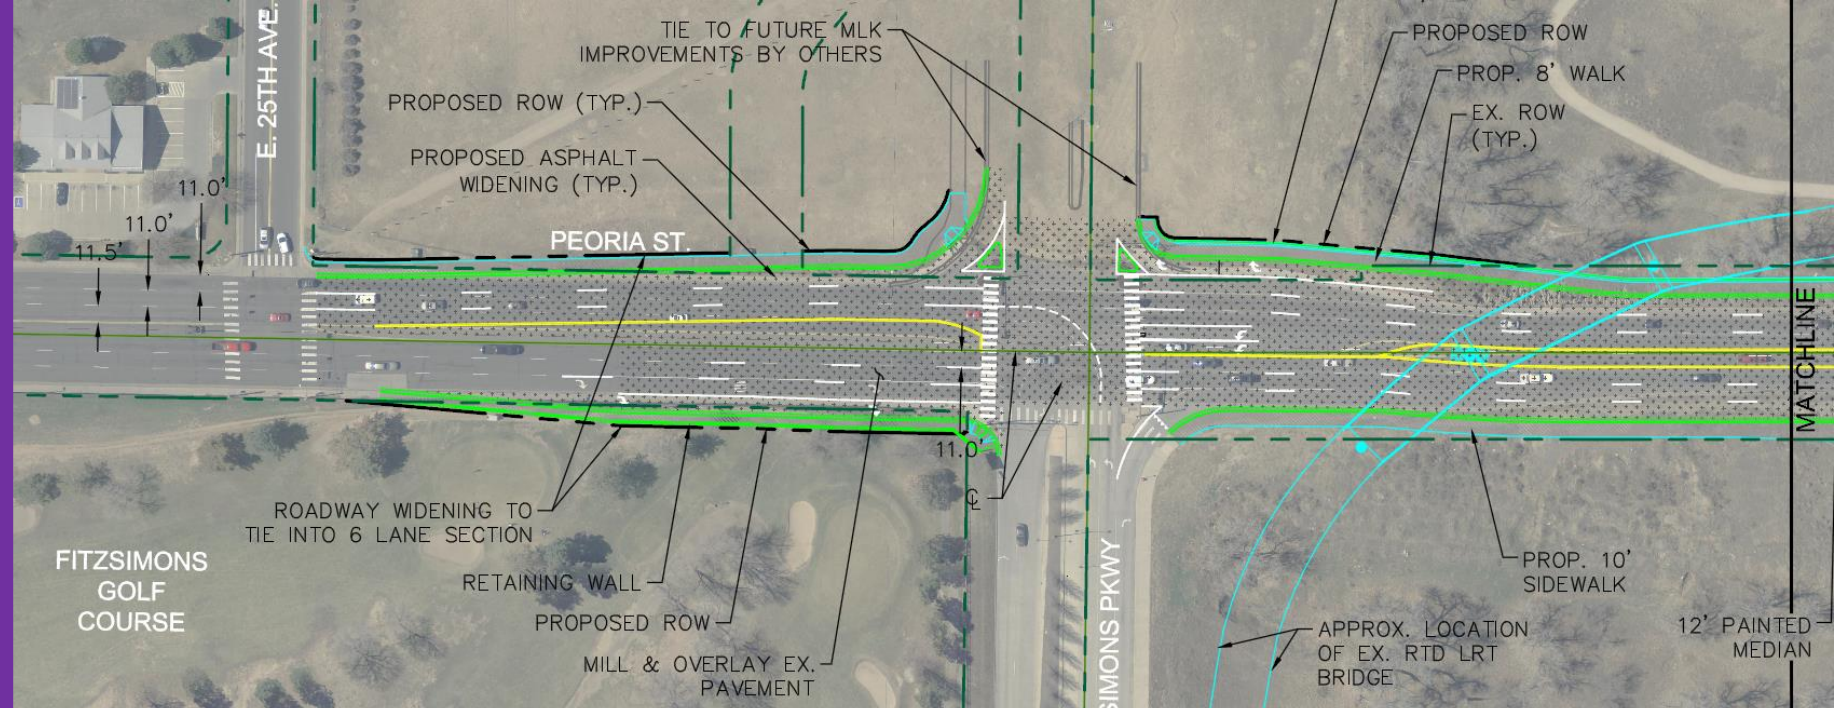 E. 25TH AVE.
TIE TO FUTURE MLK
IMPROVEMENTS BY OTHERS
PROPOSED ROW
PROP. 8' WALK
EX. ROW
(TYP.)
PROPOSED ROW (TYP.)
PROPOSED ASPHALT
WIDENING (TYP.)
11.0'
11.0'
11.5'
PEORIA ST.
MATCHLINE
11.0'
℄
ROADWAY WIDENING TO
TIE INTO 6 LANE SECTION
FITZSIMONS
GOLF
COURSE
RETAINING WALL
PROPOSED ROW
MILL & OVERLAY EX.
PAVEMENT
SIMONS PKWY
PROP. 10'
SIDEWALK
APPROX. LOCATION
OF EX. RTD LRT
BRIDGE
12' PAINTED
MEDIAN